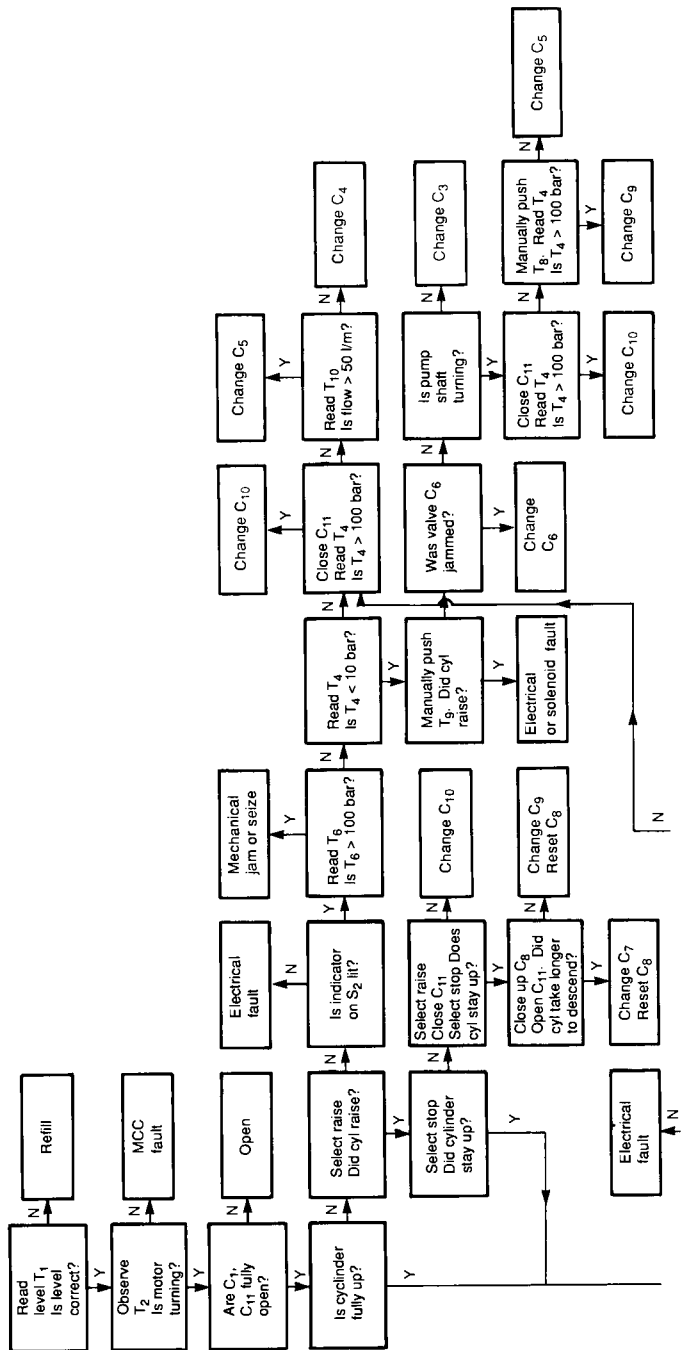 Read
level T1
Is level
correct?
N
Refill
Y
Observe
T2
Is motor
turning?
N
MCC
fault
Y
Are C1,
C11 fully
open?
N
Open
Y
Is cyclinder
fully up?
N
Y
Select raise
Did cyl raise?
N
Y
Select stop
Did cylinder
stay up?
N
Y
Is indicator
on S2 lit?
N
Electrical
fault
Y
Read T6
Is T6 > 100 bar?
Y
Mechanical
jam or seize
N
Read T4
Is T4 < 10 bar?
N
Y
Close C11
Read T4
Is T4 > 100 bar?
Y
Change C10
N
Read T10
Is flow > 50 l/m?
Y
Change C5
N
Change C4
Manually push
T9. Did cyl
raise?
N
Y
Electrical
or solenoid fault
Was valve C6
jammed?
Y
Change
C6
N
Is pump
shaft
turning?
N
Change C3
Y
Close C11
Read T4
Is T4 > 100 bar?
Y
Change C10
N
Manually push
T8. Read T4
Is T4 > 100 bar?
N
Change C5
Y
Change C9
Select raise
Close C11
Select stop Does
cyl stay up?
N
Change C10
Y
Close up C8
Open C11. Did
cyl take longer
to descend?
N
Change C9
Reset C8
Y
Change C7
Reset C8
Electrical
fault
N
N